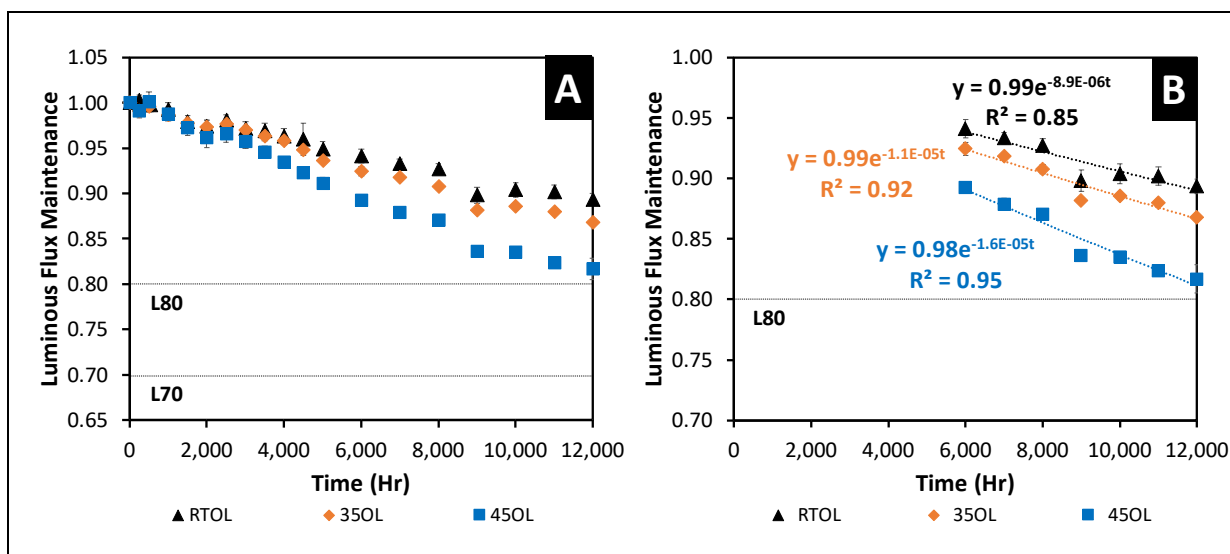 A
Luminous Flux Maintenance
1.05
1.00
0.95
0.90
0.85
0.80
0.75
0.70
0.65
L80
L70
0
2,000
4,000
6,000
8,000
10,000
12,000
Time (Hr)
RTOL
35OL
45OL
B
Luminous Flux Maintenance
1.00
0.95
0.90
0.85
0.80
0.75
0.70
y = 0.99e^-8.9E-06t
R² = 0.85
y = 0.99e^-1.1E-05t
R² = 0.92
y = 0.98e^-1.6E-05t
R² = 0.95
L80
0
2,000
4,000
6,000
8,000
10,000
12,000
Time (Hr)
RTOL
35OL
45OL